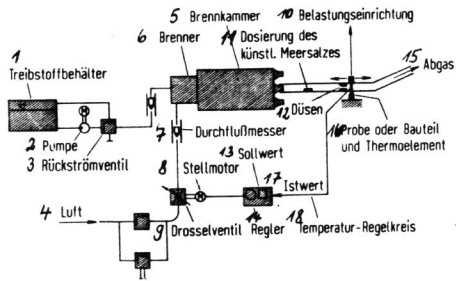 5 Brennkammer
10 Belastungseinrichtung
6 Brenner
11 Dosierung des
künstl. Meersalzes
1
Treibstoffbehälter
15
Abgas
12 Düsen
2 Pumpe
3 Rückströmventil
7 Durchflußmesser
16 Probe oder Bauteil
und Thermoelement
13 Sollwert
8 Stellmotor
17
Istwert
4 Luft
9 Drosselventil
14
Regler
18
Temperatur-Regelkreis
M
M